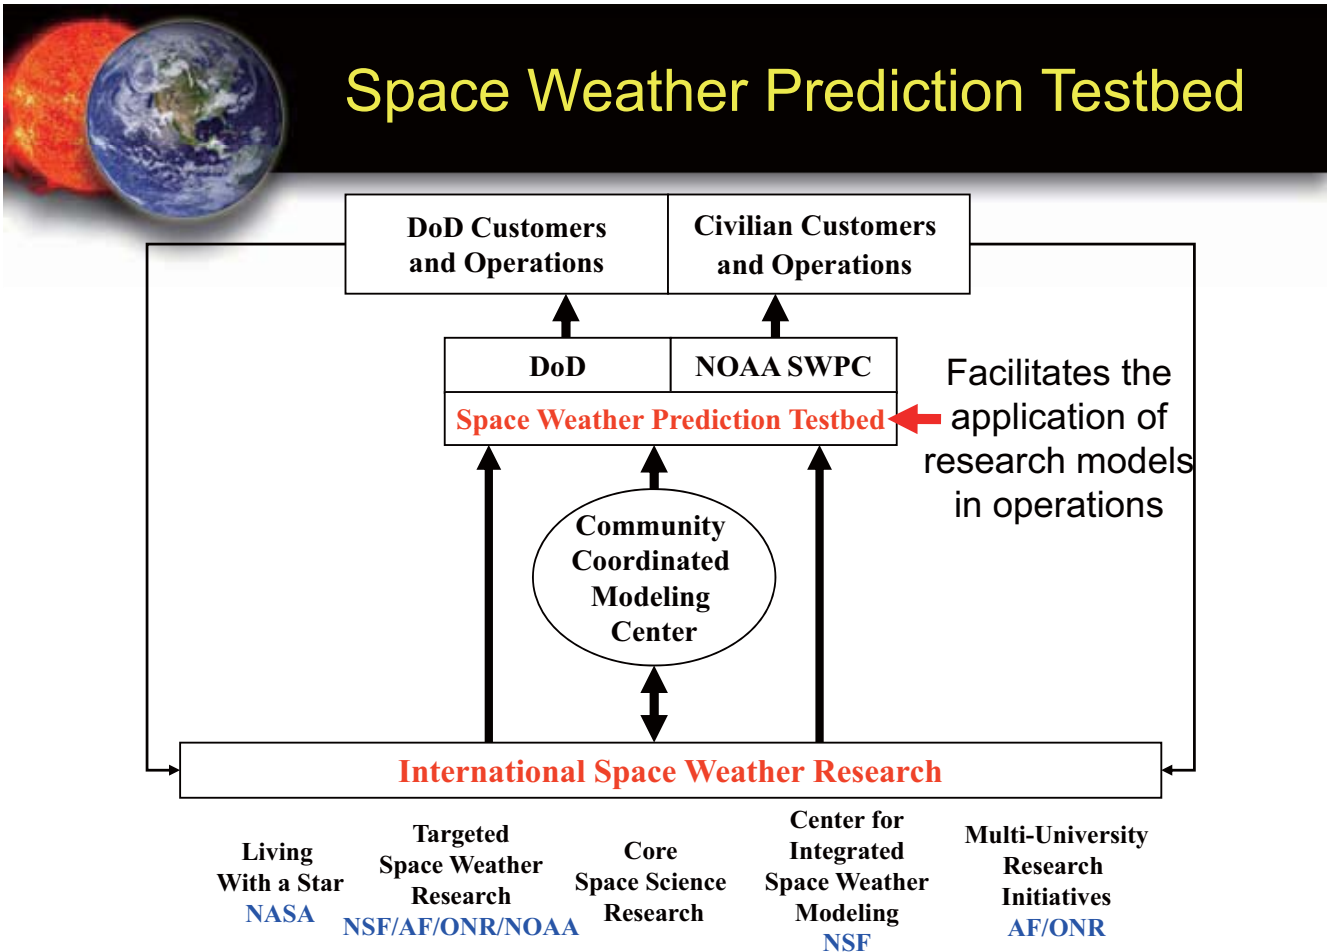 Space Weather Prediction Testbed
DoD Customers
and Operations
Civilian Customers
and Operations
DoD
NOAA SWPC
Space Weather Prediction Testbed
Facilitates the
application of
research models
in operations
Community
Coordinated
Modeling
Center
International Space Weather Research
Living
With a Star
NASA
Targeted
Space Weather
Research
NSF/AF/ONR/NOAA
Core
Space Science
Research
Center for
Integrated
Space Weather
Modeling
NSF
Multi-University
Research
Initiatives
AF/ONR